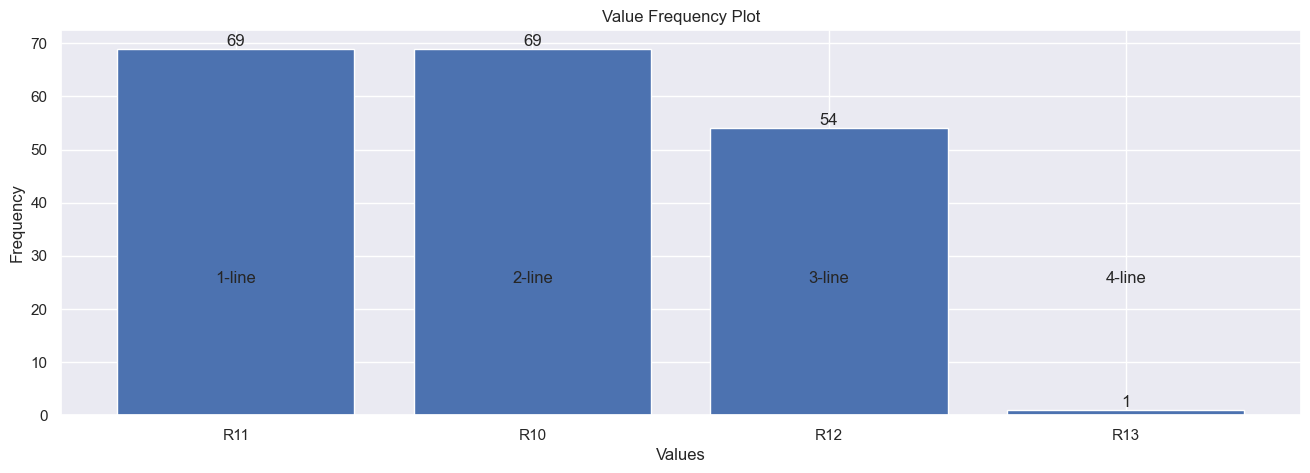 Value Frequency Plot
70
60
50
40
30
20
10
0
Frequency
69
69
54
1
1-line
2-line
3-line
4-line
R11
R10
R12
R13
Values